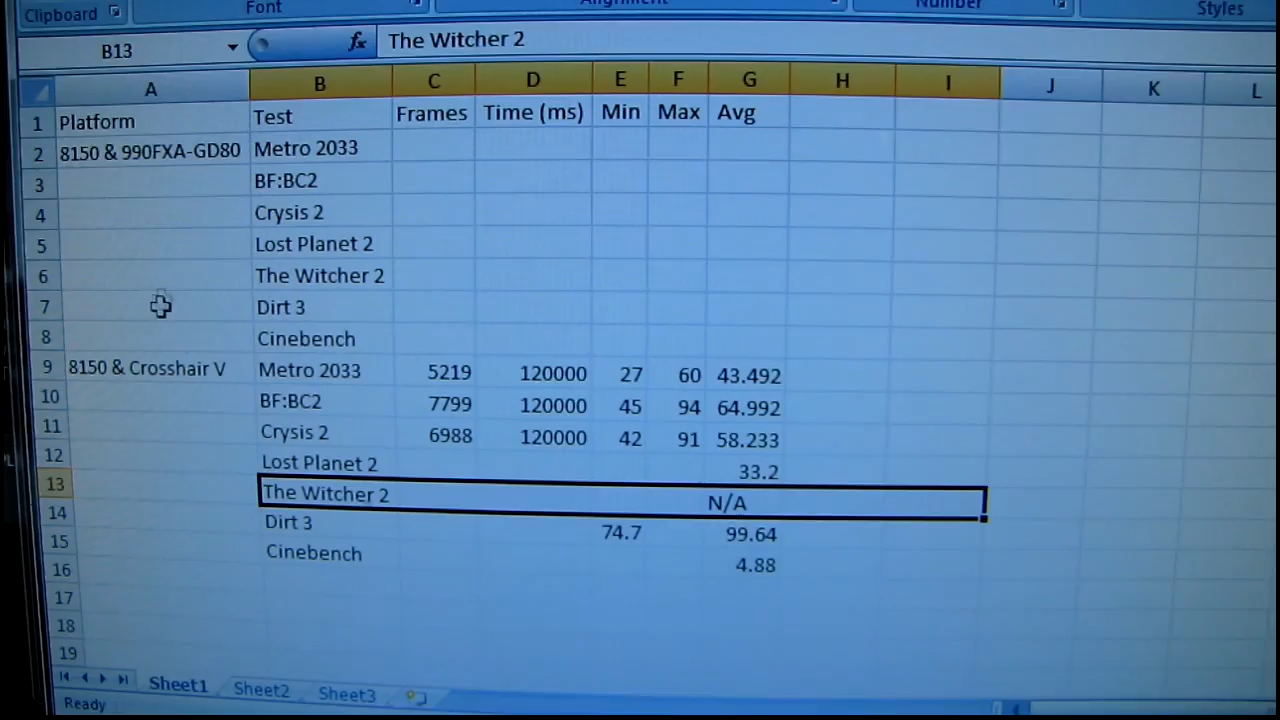 Clipboard Font Alignment Number Styles
B13 fx The Witcher 2
A B C D E F G H I J K L
1 Platform Test Frames Time (ms) Min Max Avg
2 8150 & 990FXA-GD80 Metro 2033
3 BF:BC2
4 Crysis 2
5 Lost Planet 2
6 The Witcher 2
7 Dirt 3
8 Cinebench
9 8150 & Crosshair V Metro 2033 5219 120000 27 60 43.492
10 BF:BC2 7799 120000 45 94 64.992
11 Crysis 2 6988 120000 42 91 58.233
12 Lost Planet 2 33.2
13 The Witcher 2 N/A
14 Dirt 3 74.7 99.64
15 Cinebench 4.88
16
17
18
19
Sheet1 Sheet2 Sheet3
Ready